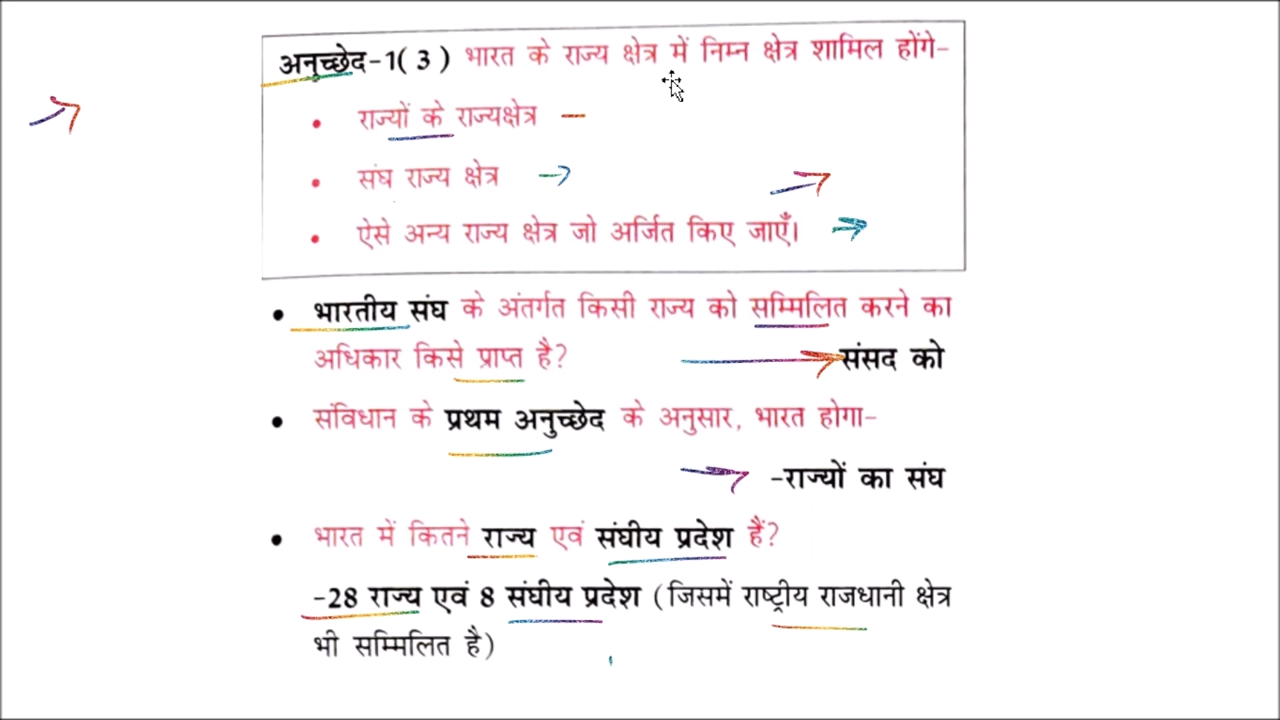 अनुच्छेद-1( 3 ) भारत के राज्य क्षेत्र में निम्न क्षेत्र शामिल होंगे-
• राज्यों के राज्यक्षेत्र
• संघ राज्य क्षेत्र
• ऐसे अन्य राज्य क्षेत्र जो अर्जित किए जाएँ।
• भारतीय संघ के अंतर्गत किसी राज्य को सम्मिलित करने का
अधिकार किसे प्राप्त है? संसद को
• संविधान के प्रथम अनुच्छेद के अनुसार, भारत होगा-
-राज्यों का संघ
• भारत में कितने राज्य एवं संघीय प्रदेश हैं?
-28 राज्य एवं 8 संघीय प्रदेश (जिसमें राष्ट्रीय राजधानी क्षेत्र
भी सम्मिलित है)